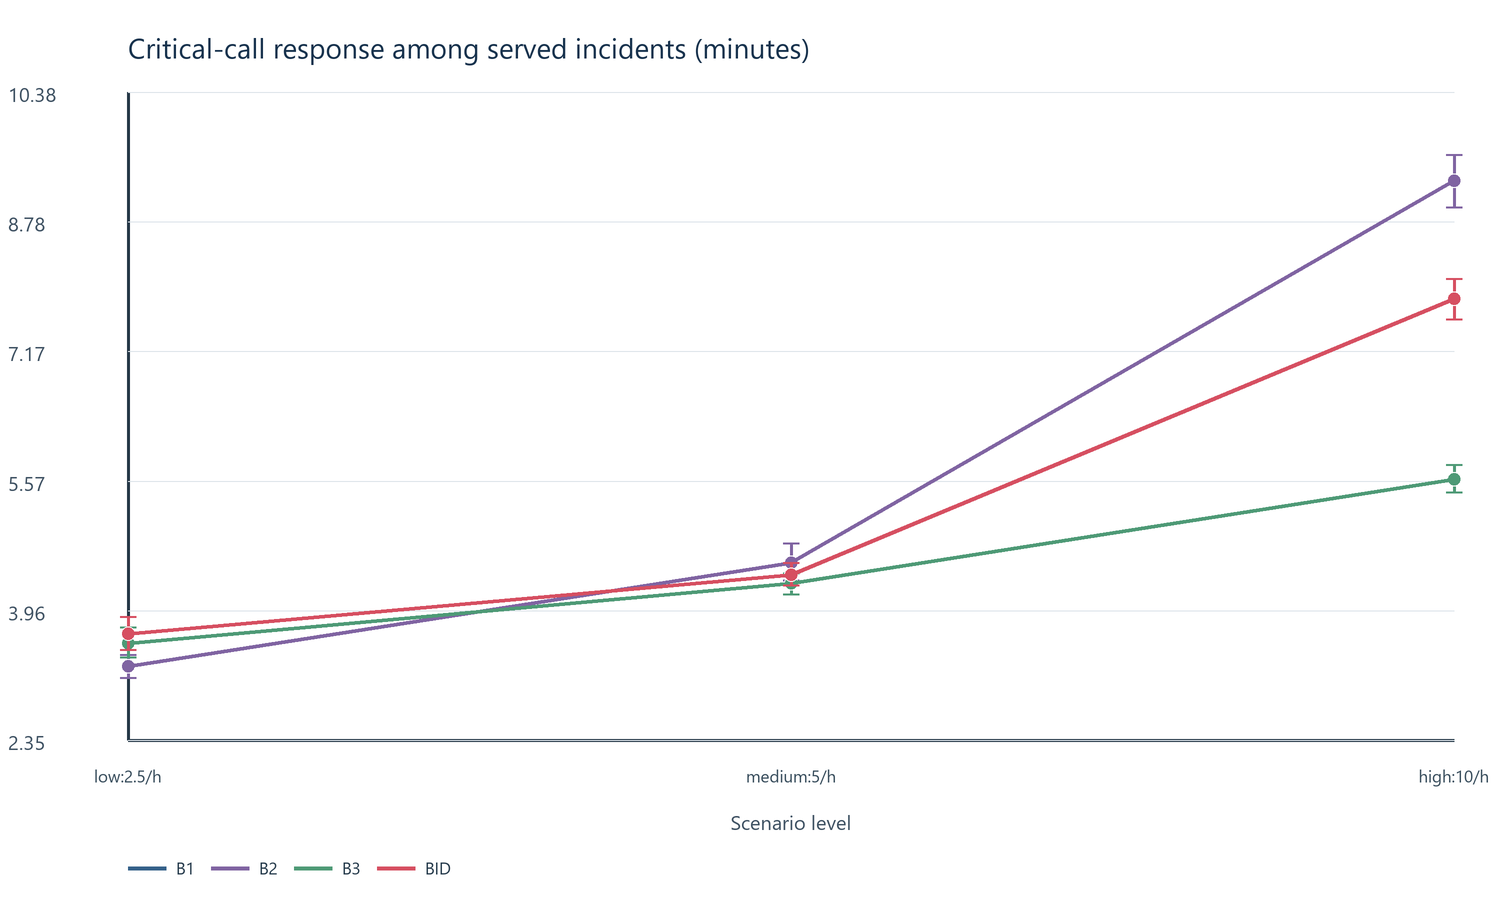 Critical-call response among served incidents (minutes)
10.38
8.78
7.17
5.57
3.96
2.35
low:2.5/h medium:5/h high:10/h
Scenario level
B1 B2 B3 BID